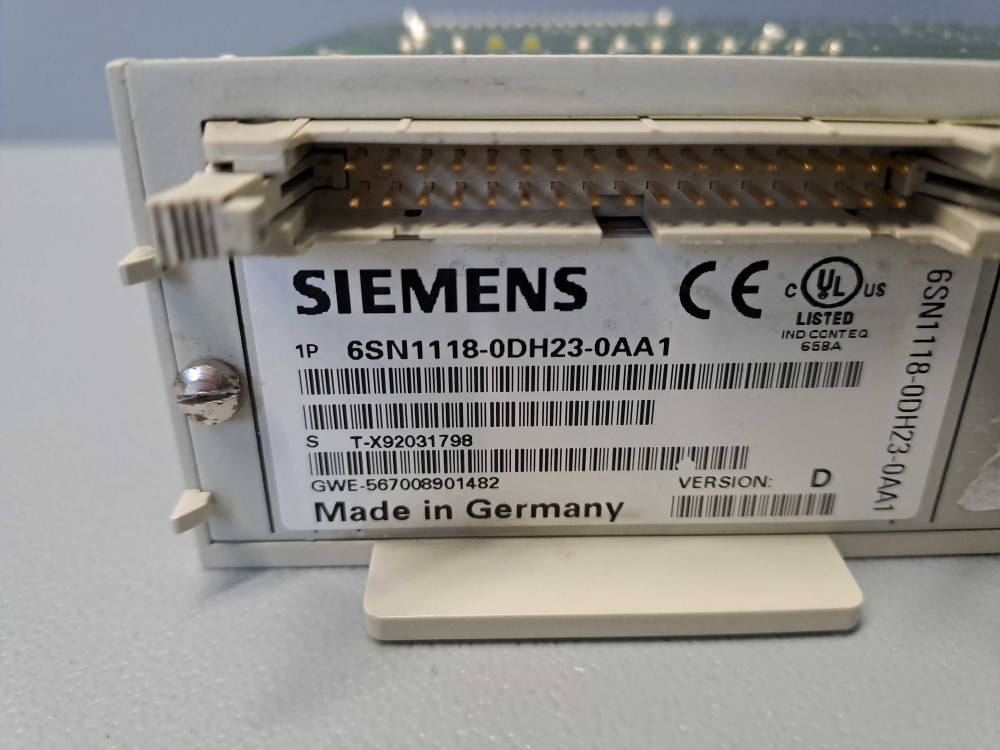 SIEMENS
CE
C UL US
LISTED
IND CONT EQ
65BA
1P 6SN1118-0DH23-0AA1
S T-X92031798
GWE-567008901482
VERSION: D
Made in Germany
6SN1118-0DH23-0AA1